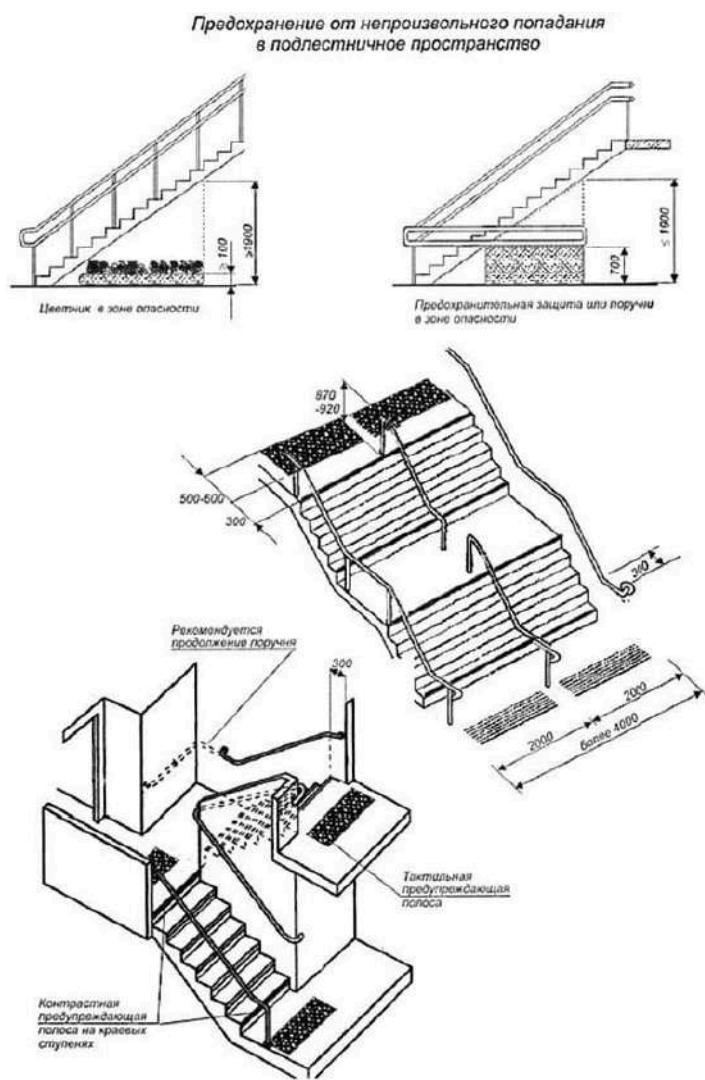 Предохранение от непроизвольного попадания
в подлестничное пространство
≥100
≥1900
Цветник в зоне опасности
700
≤ 1900
Предохранительная защита или поручни
в зоне опасности
870
-920
500-600
300
300
Рекомендуется
продолжение поручня
300
2000
2000
более 4000
Тактильная
предупреждающая
полоса
Контрастная
предупреждающая
полоса на краевых
ступенях